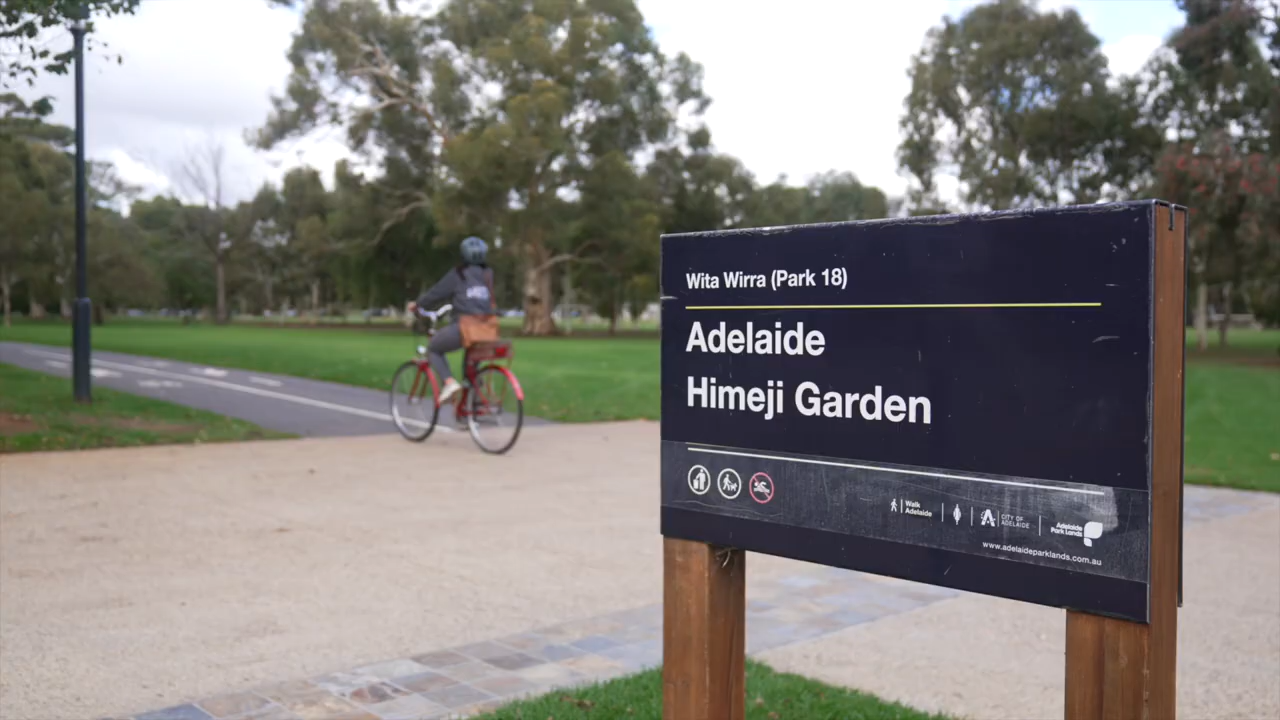 Wita Wirra (Park 18)
Adelaide
Himeji Garden
Walk
Adelaide
CITY OF
ADELAIDE
Adelaide
Park Lands
www.adelaideparklands.com.au